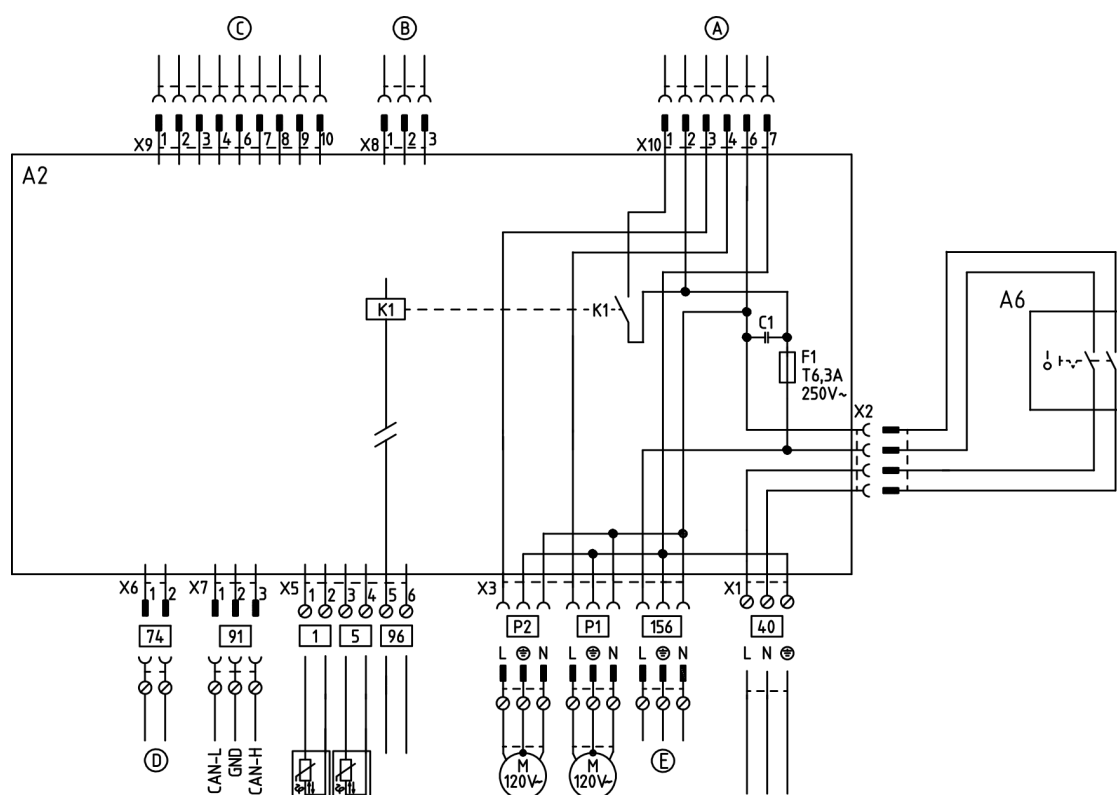 C B A
X9 1 2 3 4 6 7 8 9 10
X8 1 2 3
X10 1 2 3 4 6 7
A2
A6
K1
K1
C1
F1
T6,3A
250V~
X2
X6 1 2
X7 1 2 3
X5 1 2 3 4 5 6
X3
X1
74
91
1
5
96
P2
P1
156
40
L N
L N
L N
L N
CAN-L
GND
CAN-H
D
M
120V~
M
120V~
E